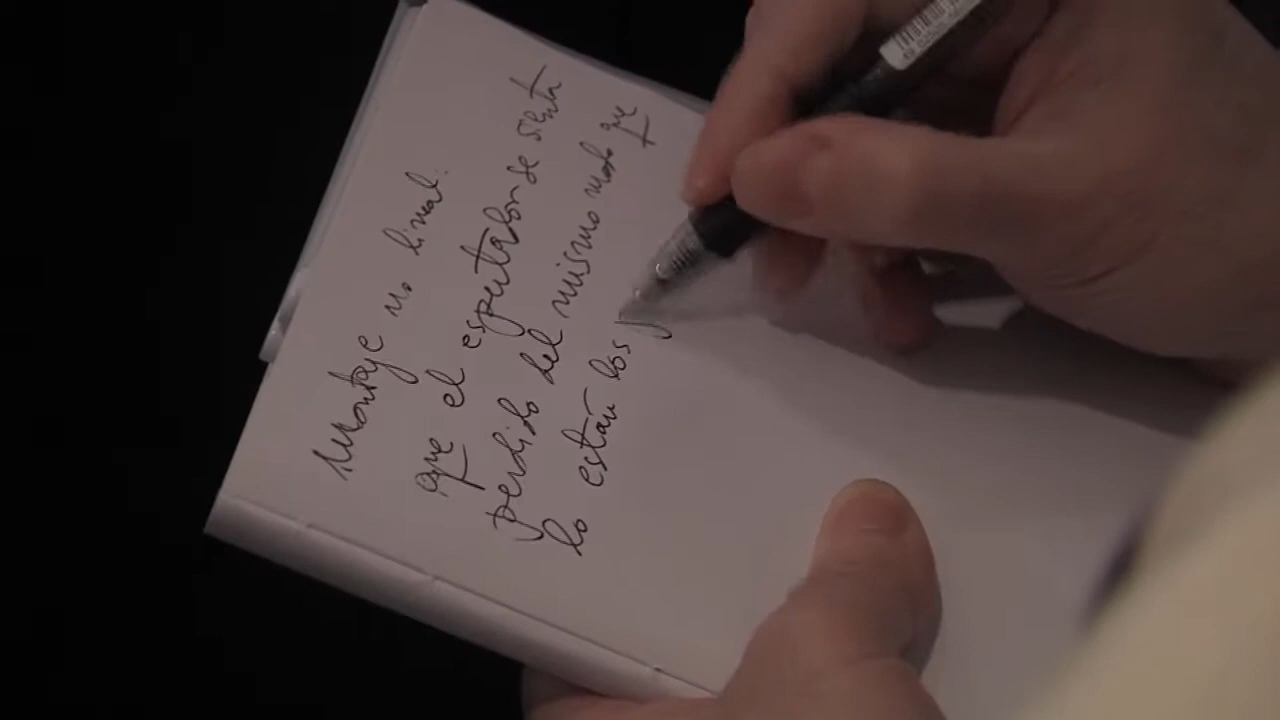 Montaje no lineal:
que el espectador se sienta
perdido del mismo modo que
lo están los